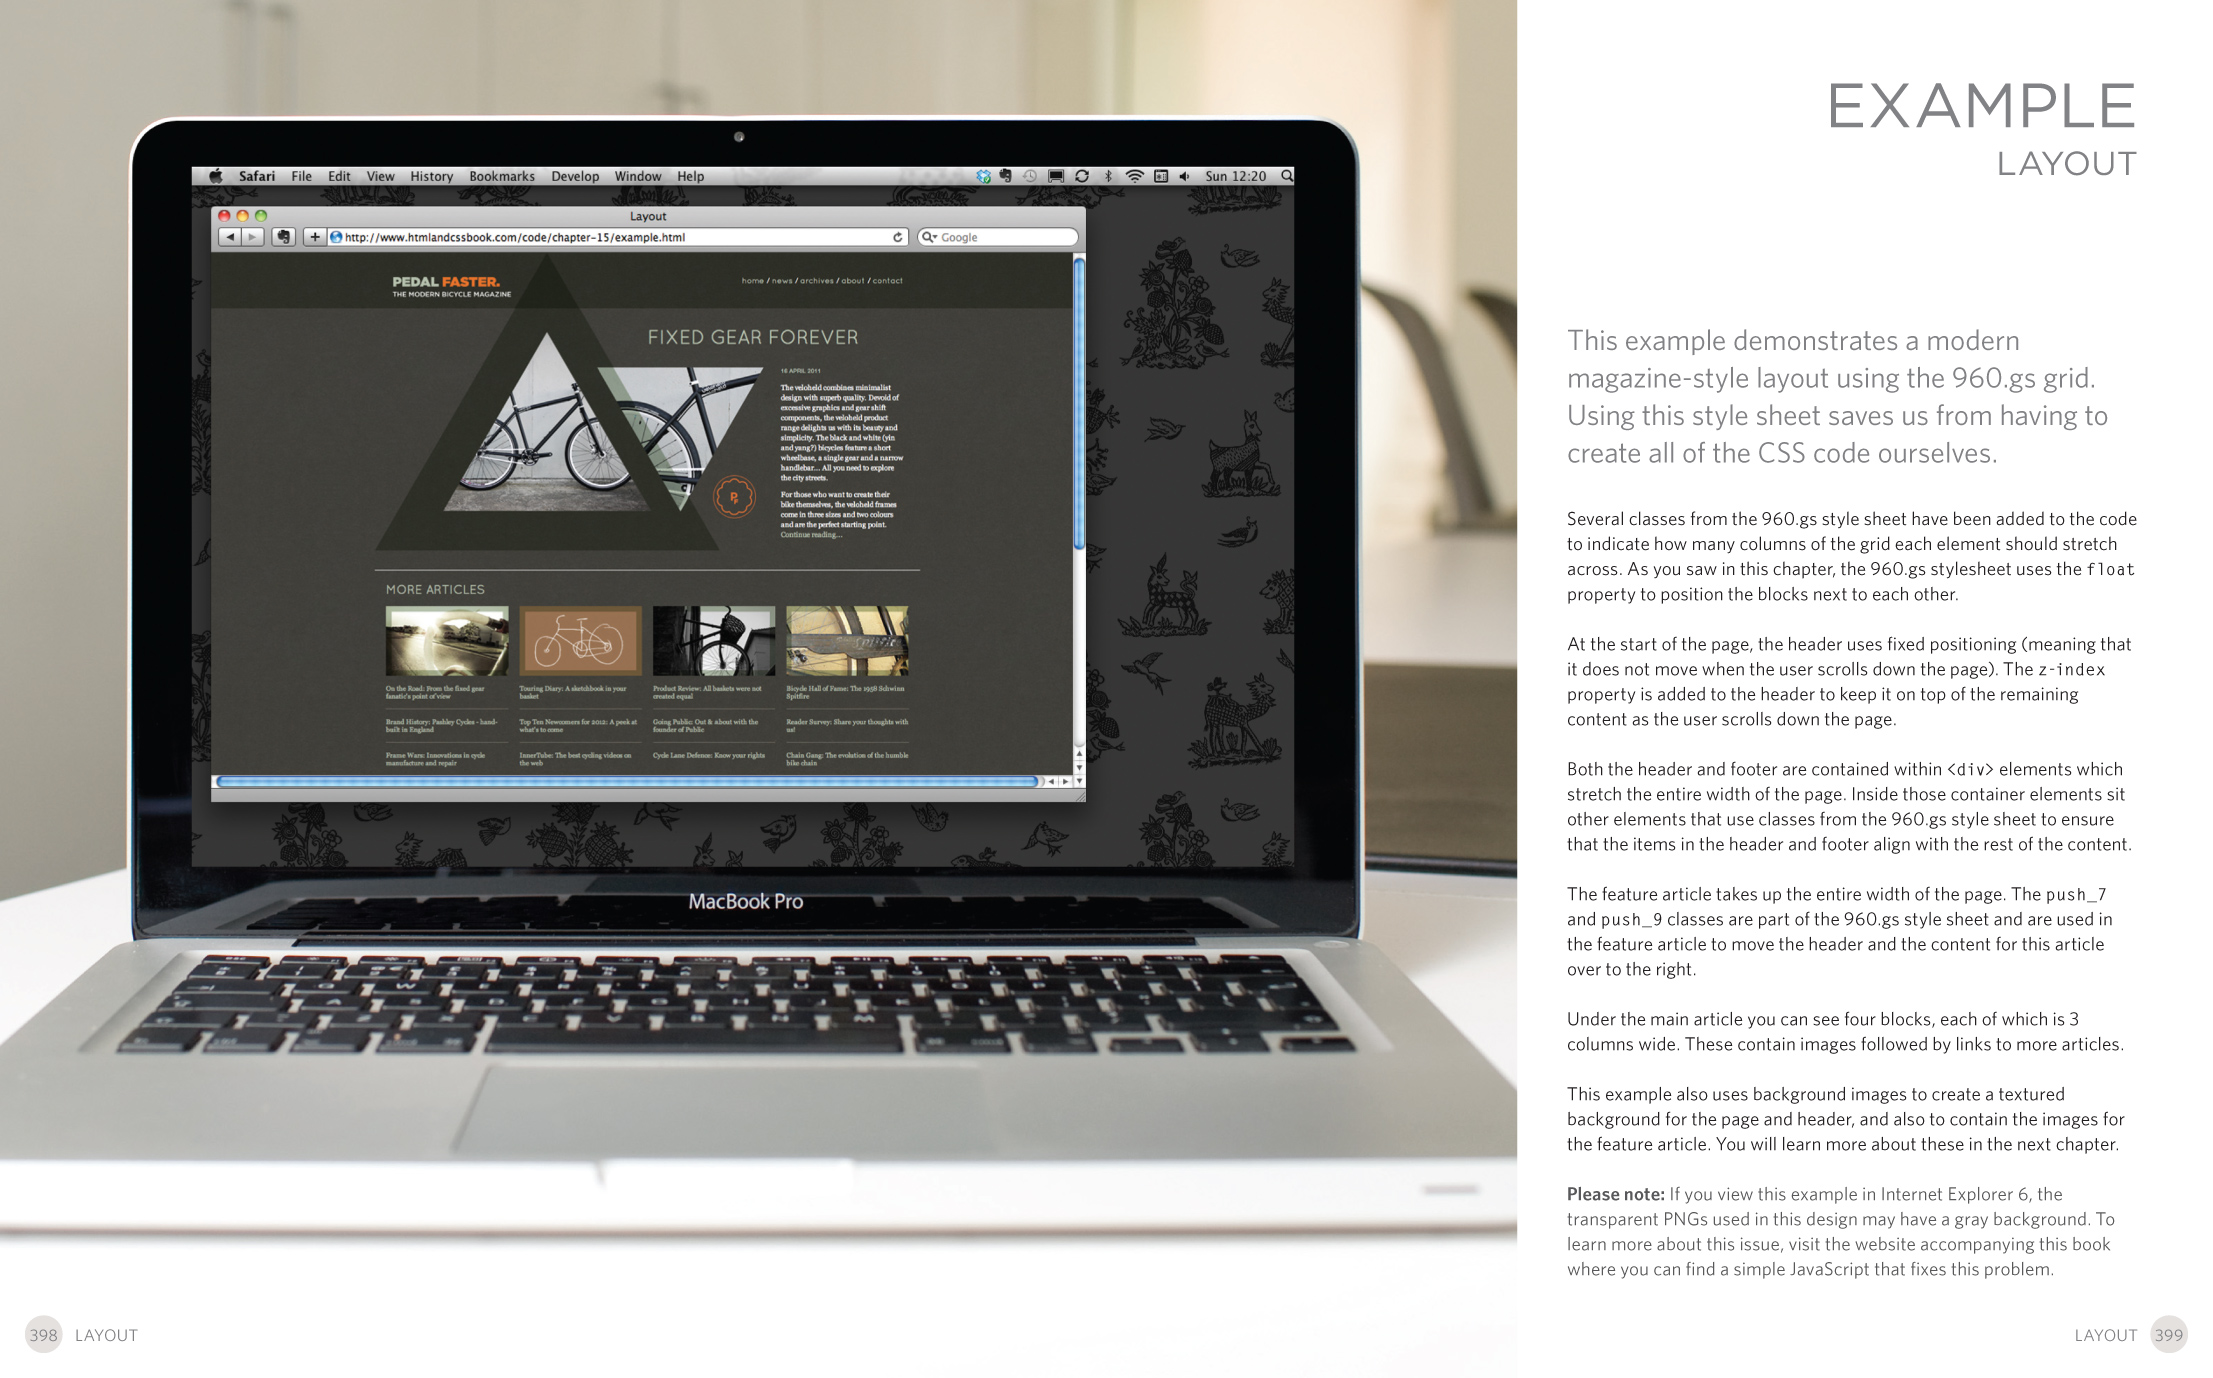 Safari File Edit View History Bookmarks Develop Window Help
Sun 12:20
Layout
http://www.htmlandcssbook.com/code/chapter-15/example.html
Google
PEDAL FASTER.
THE MODERN BICYCLE MAGAZINE
home / news / archives / about / contact
FIXED GEAR FOREVER
16 APRIL 2011
The veloheld combines minimalist
design with superb quality. Devoid of
excessive graphics and gear shift
components, the veloheld product
range delights us with its beauty and
simplicity. The black and white (yin
and yang?) bicycles feature a short
wheelbase, a single gear and a narrow
handlebar... All you need to explore
the city streets.
For those who want to create their
bike themselves, the veloheld frames
come in three sizes and two colours
and are the perfect starting point.
Continue reading...
MORE ARTICLES
On the Road: From the fixed gear
fanatic's point of view
Brand History: Pashley Cycles - hand-
built in England
Frame Wars: Innovations in cycle
manufacture and repair
Touring Diary: A sketchbook in your
basket
Top Ten Newcomers for 2012: A peek at
what's to come
InnerTube: The best cycling videos on
the web
Product Review: All baskets were not
created equal
Going Public: Out & about with the
founder of Public
Cycle Lane Defence: Know your rights
Bicycle Hall of Fame: The 1958 Schwinn
Spitfire
Reader Survey: Share your thoughts with
us!
Chain Gang: The evolution of the humble
bike chain
MacBook Pro
398 LAYOUT
EXAMPLE
LAYOUT
This example demonstrates a modern
magazine-style layout using the 960.gs grid.
Using this style sheet saves us from having to
create all of the CSS code ourselves.
Several classes from the 960.gs style sheet have been added to the code
to indicate how many columns of the grid each element should stretch
across. As you saw in this chapter, the 960.gs stylesheet uses the float
property to position the blocks next to each other.
At the start of the page, the header uses fixed positioning (meaning that
it does not move when the user scrolls down the page). The z-index
property is added to the header to keep it on top of the remaining
content as the user scrolls down the page.
Both the header and footer are contained within <div> elements which
stretch the entire width of the page. Inside those container elements sit
other elements that use classes from the 960.gs style sheet to ensure
that the items in the header and footer align with the rest of the content.
The feature article takes up the entire width of the page. The push_7
and push_9 classes are part of the 960.gs style sheet and are used in
the feature article to move the header and the content for this article
over to the right.
Under the main article you can see four blocks, each of which is 3
columns wide. These contain images followed by links to more articles.
This example also uses background images to create a textured
background for the page and header, and also to contain the images for
the feature article. You will learn more about these in the next chapter.
Please note: If you view this example in Internet Explorer 6, the
transparent PNGs used in this design may have a gray background. To
learn more about this issue, visit the website accompanying this book
where you can find a simple JavaScript that fixes this problem.
LAYOUT 399